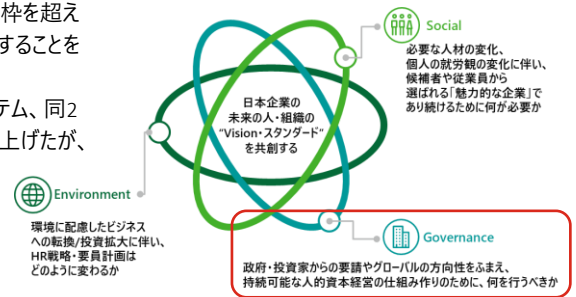 枠を超え
することを
テム、同2
上げたが、
日本企業の
未来の人・組織の
“Vision・スタンダード”
を共創する
Social
必要な人材の変化、
個人の就労観の変化に伴い、
候補者や従業員から
選ばれる「魅力的な企業」で
あり続けるために何が必要か
Environment
環境に配慮したビジネス
への転換/投資拡大に伴い、
HR戦略・要員計画は
どのように変わるか
Governance
政府・投資家からの要請やグローバルの方向性をふまえ、
持続可能な人的資本経営の仕組み作りのために、何を行うべきか